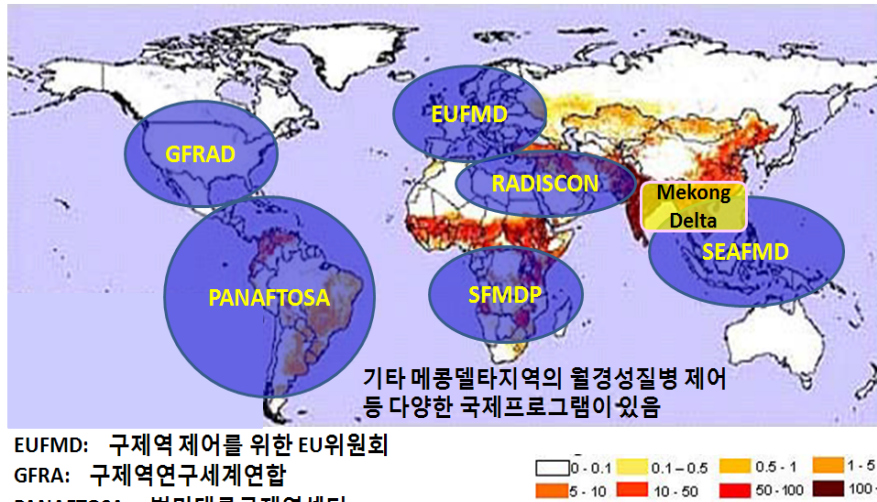 EUFMD
GFRAD
RADISCON
Mekong
Delta
SEAFMD
PANAFTOSA
SFMDP
기타 메콩델타지역의 월경성질병 제어
등 다양한 국제프로그램이 있음
EUFMD: 구제역 제어를 위한 EU위원회
GFRA: 구제역연구세계연합
0 - 0.1 0.1 – 0.5 0.5 - 1 1 - 5
5 - 10 10 - 50 50 - 100 100 -